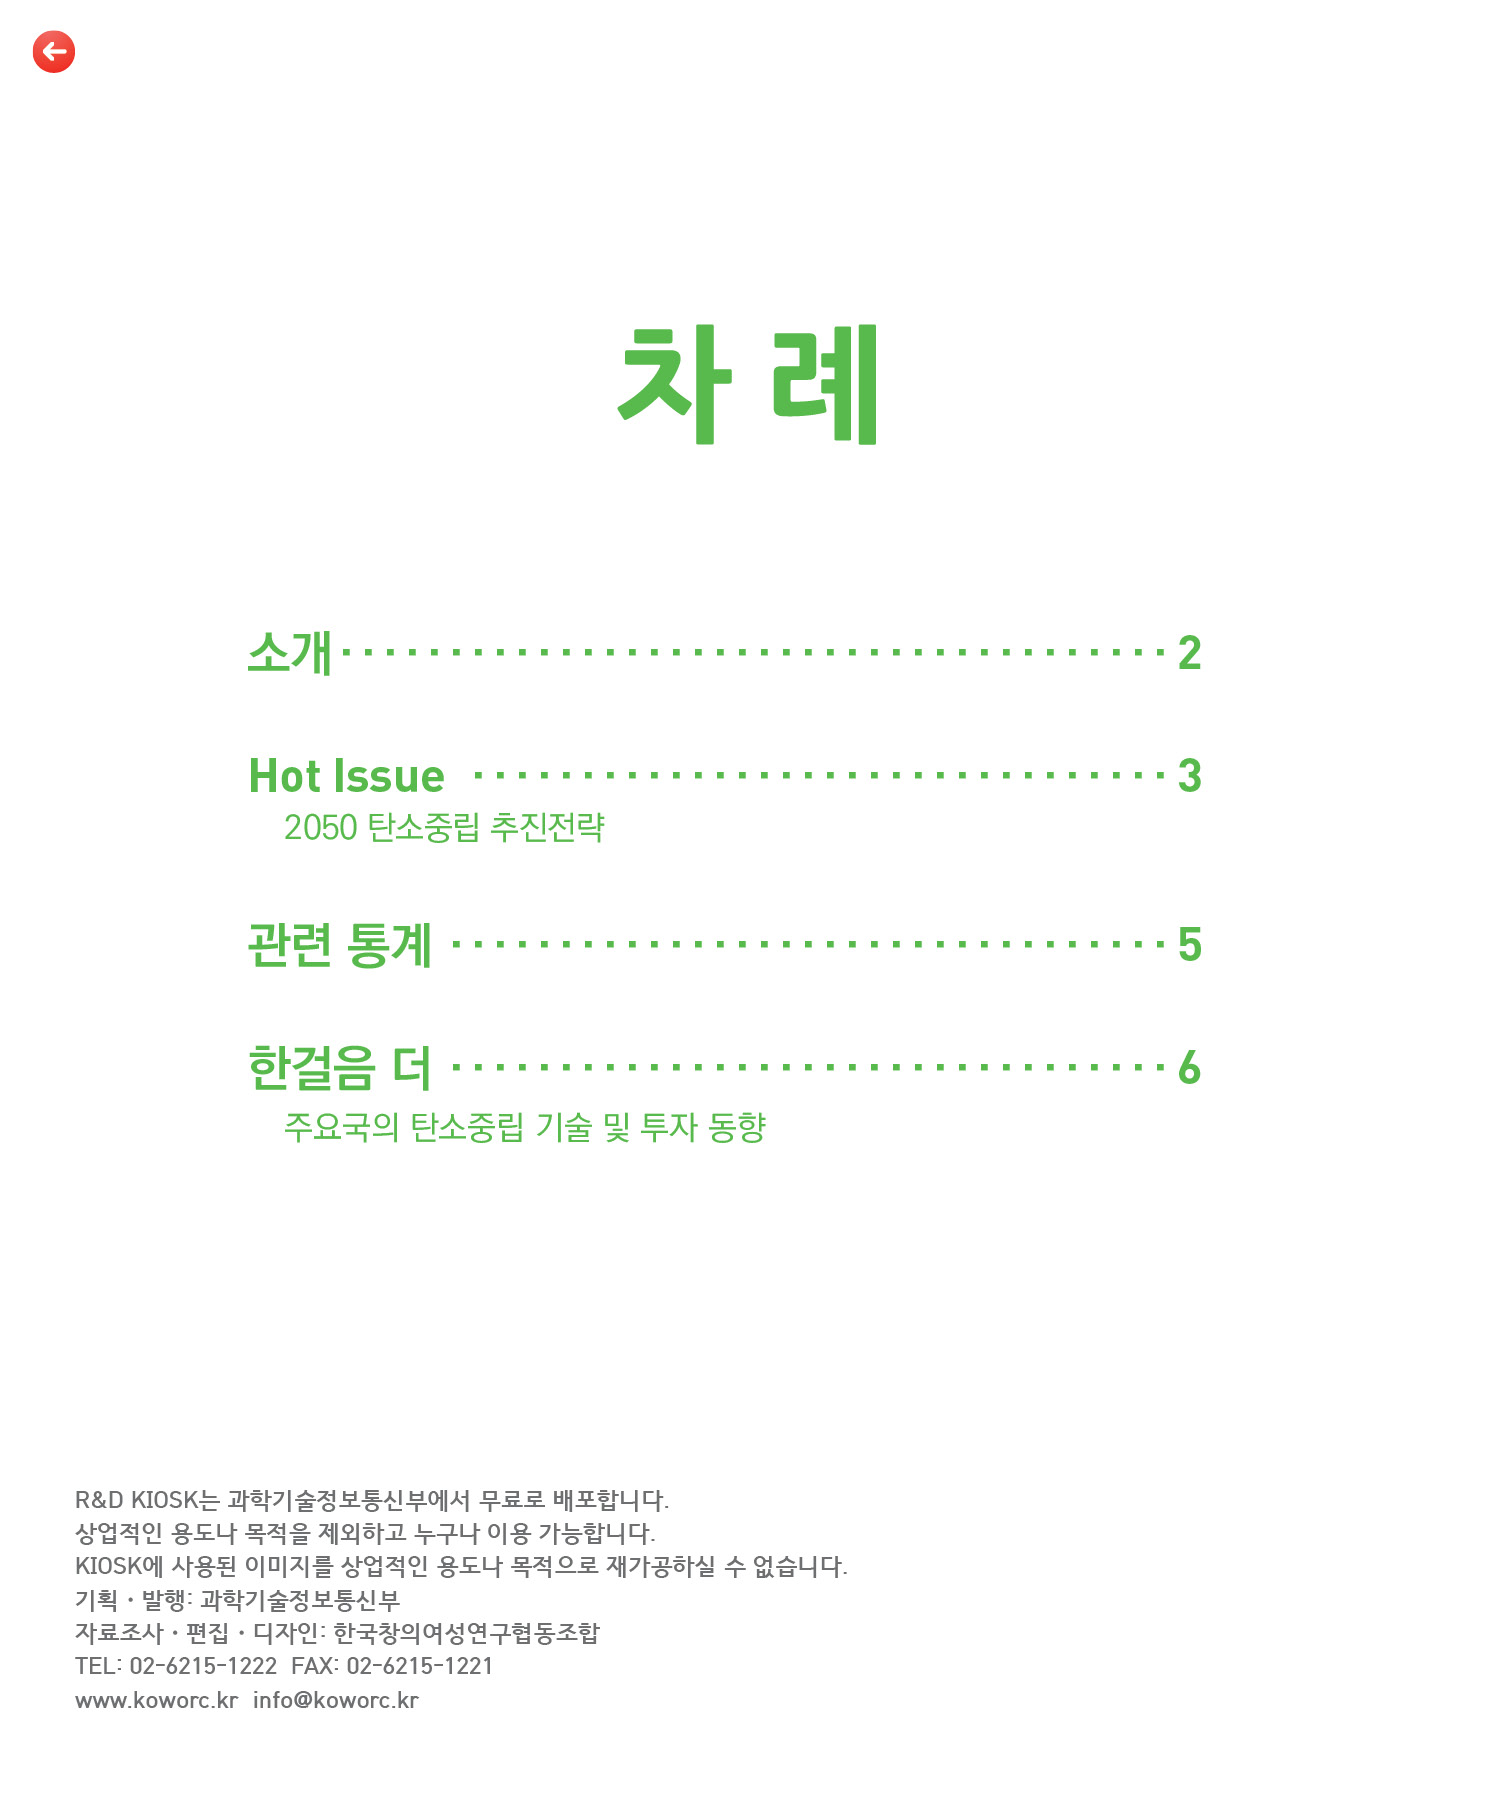 차 례
소개 2
Hot Issue 3
2050 탄소중립 추진전략
관련 통계 5
한걸음 더 6
주요국의 탄소중립 기술 및 투자 동향
R&D KIOSK는 과학기술정보통신부에서 무료로 배포합니다.
상업적인 용도나 목적을 제외하고 누구나 이용 가능합니다.
KIOSK에 사용된 이미지를 상업적인 용도나 목적으로 재가공하실 수 없습니다.
기획·발행: 과학기술정보통신부
자료조사·편집·디자인: 한국창의여성연구협동조합
TEL: 02-6215-1222 FAX: 02-6215-1221
www.koworc.kr info@koworc.kr